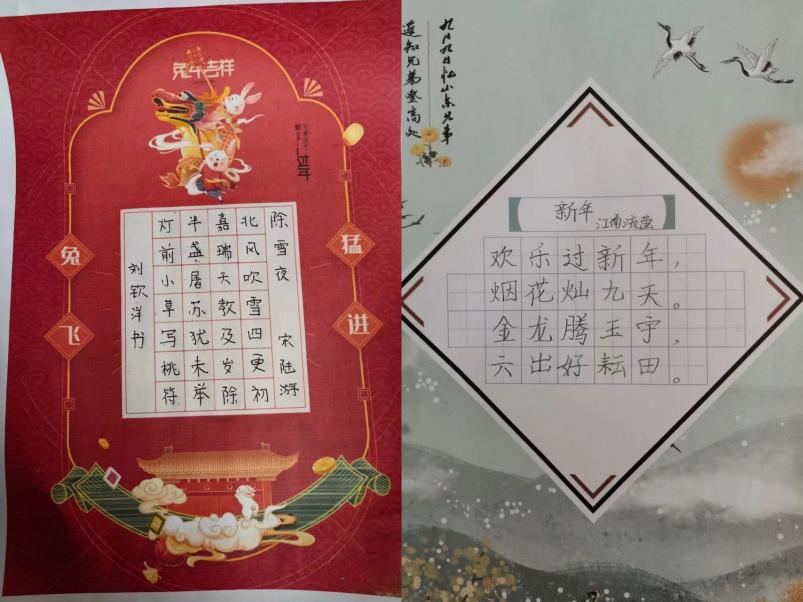 兔年吉祥
过年
兔飞
猛进
除雪夜 宋陆游
北风吹雪四更初
嘉瑞天教及岁除
半盏屠苏犹未举
灯前小草写桃符
刘钦洋书
九月九日忆山东兄弟
遥知兄弟登高处
新年
江南流萤
欢乐过新年，
烟花灿九天。
金龙腾玉宇，
六出好耘田。